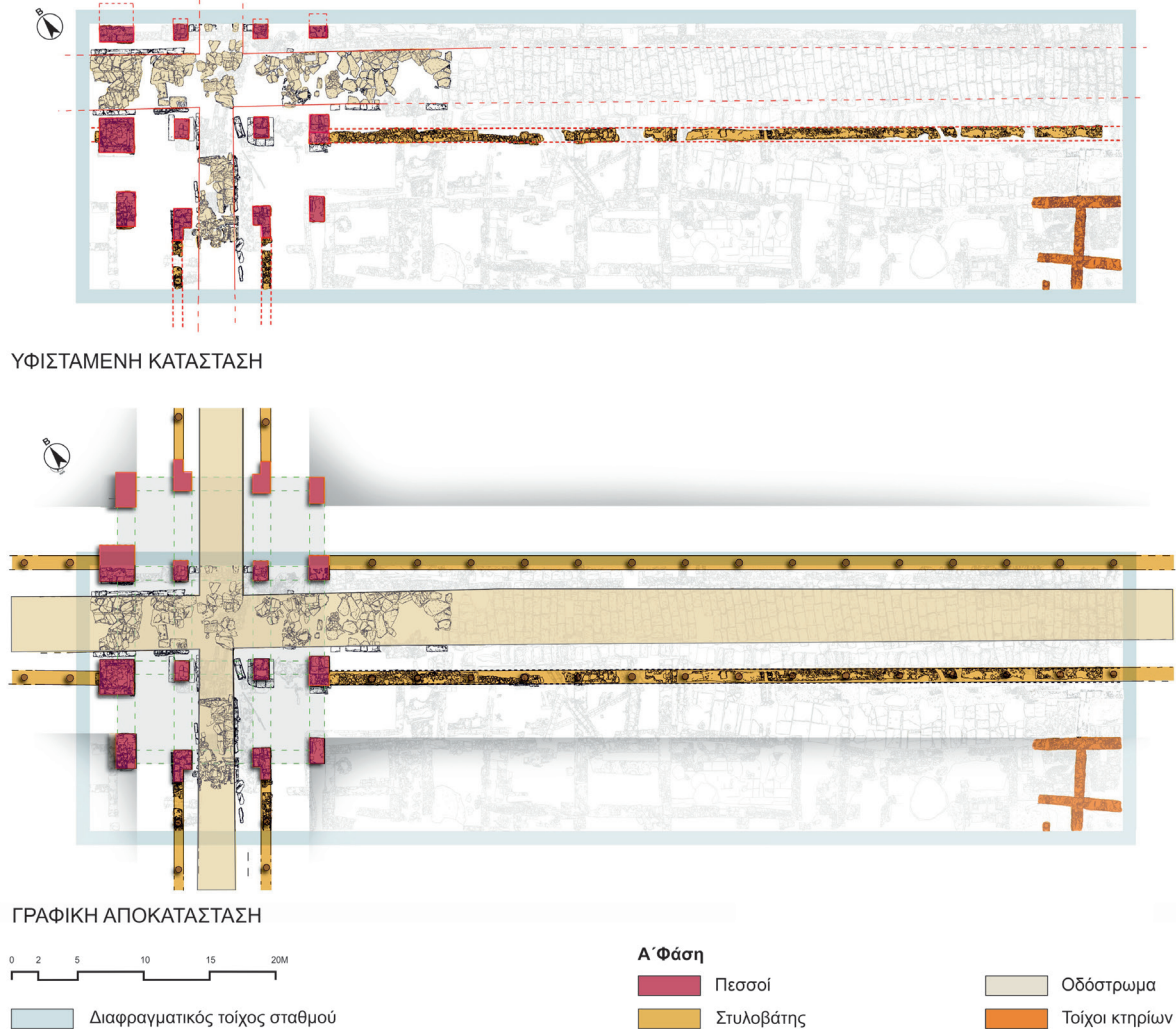 Β
ΥΦΙΣΤΑΜΕΝΗ ΚΑΤΑΣΤΑΣΗ
Β
ΓΡΑΦΙΚΗ ΑΠΟΚΑΤΑΣΤΑΣΗ
0 2 5 10 15 20M
Διαφραγματικός τοίχος σταθμού
Α΄Φάση
Πεσσοί
Οδόστρωμα
Στυλοβάτης
Τοίχοι κτηρίων